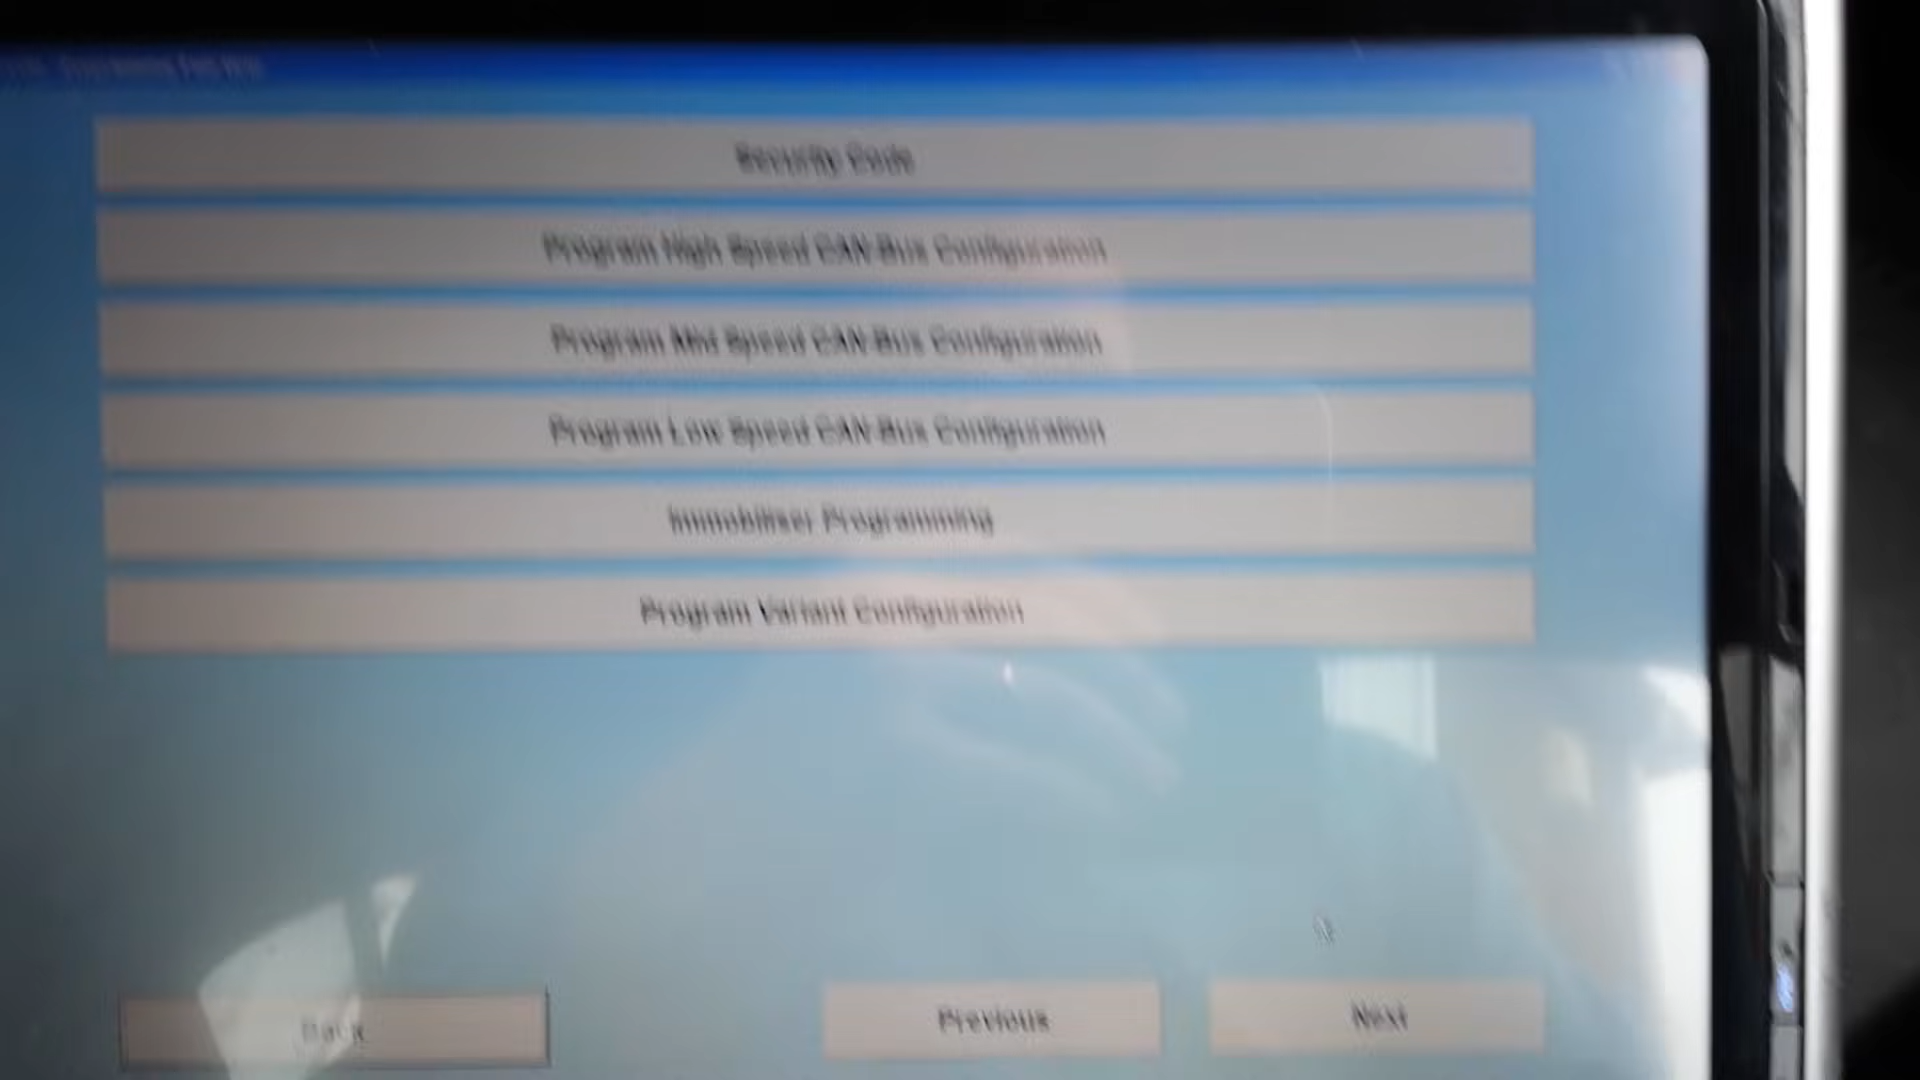 Security Code
Program High Speed CAN-Bus Configuration
Program Mid Speed CAN-Bus Configuration
Program Low Speed CAN-Bus Configuration
Immobiliser Programming
Program Variant Configuration
Back
Previous
Next